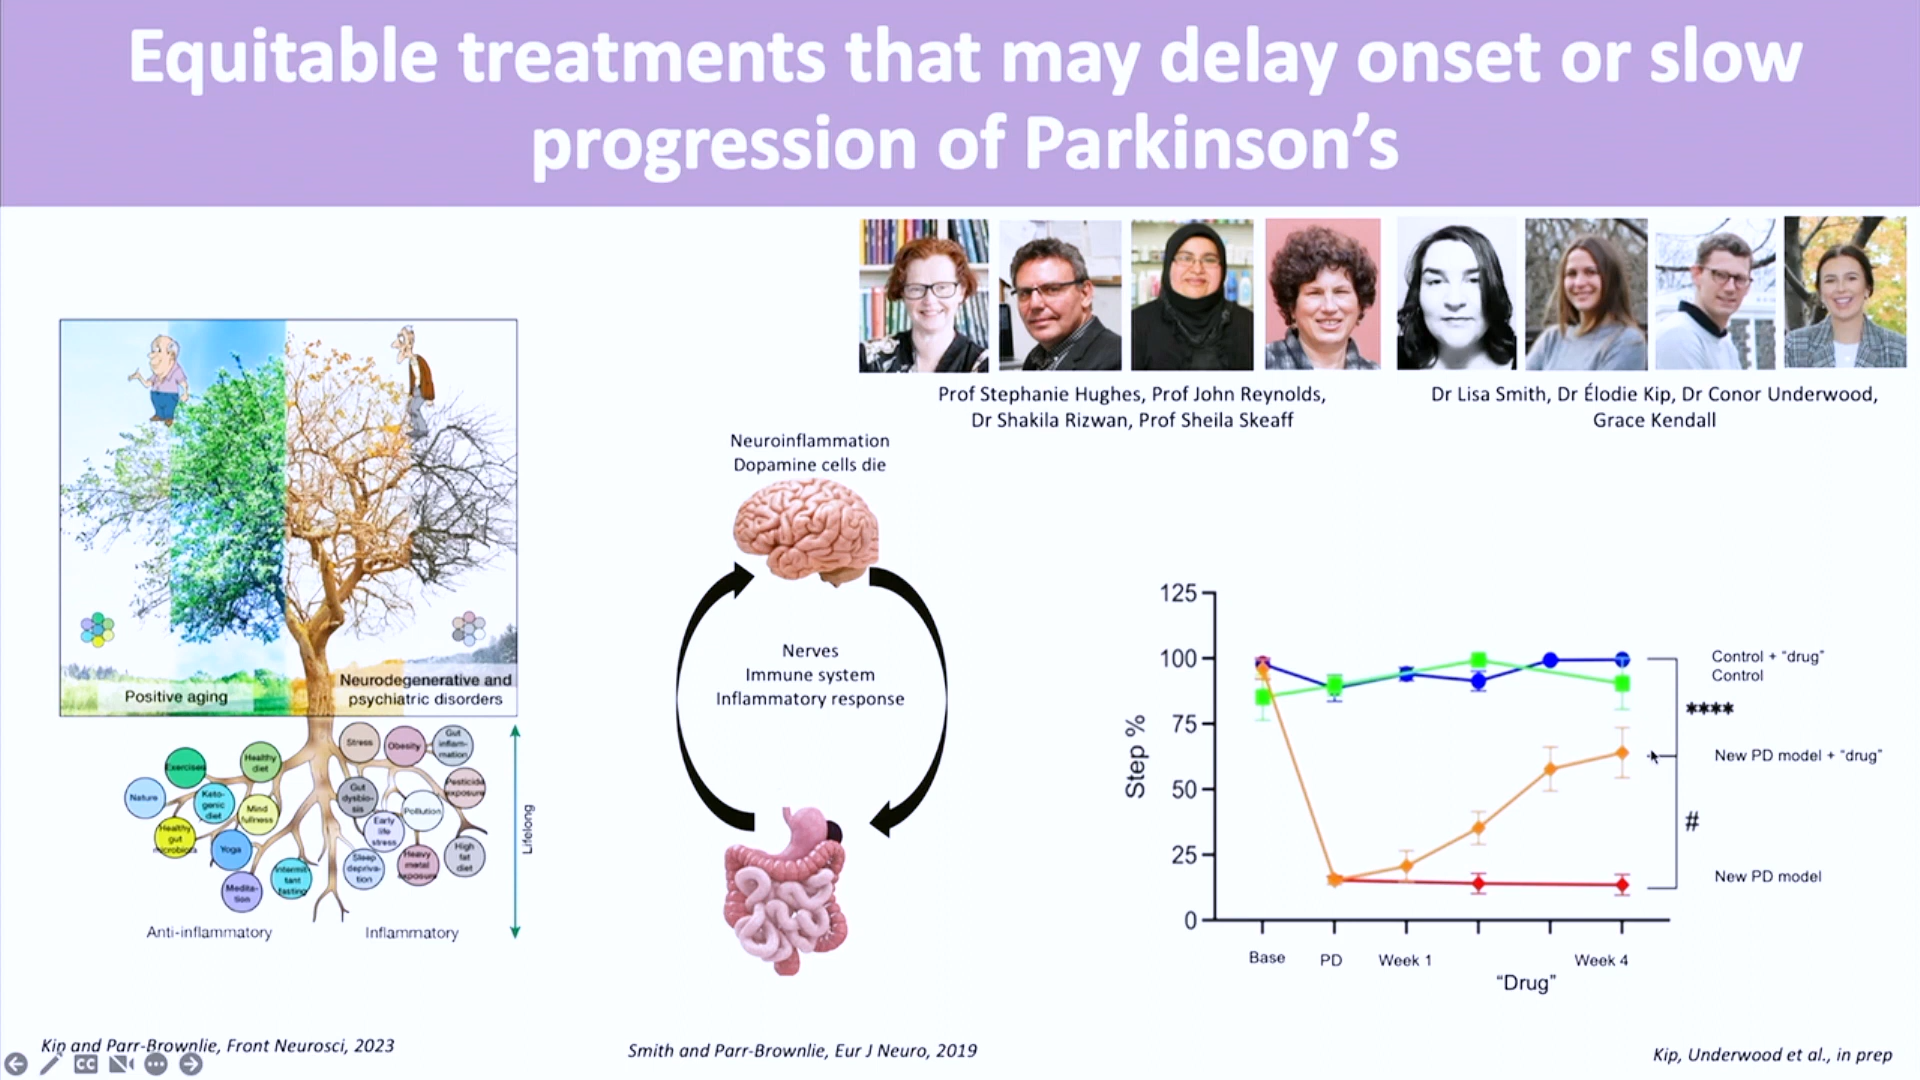 Equitable treatments that may delay onset or slow
progression of Parkinson’s
Prof Stephanie Hughes, Prof John Reynolds,
Dr Shakila Rizwan, Prof Sheila Skeaff
Dr Lisa Smith, Dr Élodie Kip, Dr Conor Underwood,
Grace Kendall
Positive aging
Neurodegenerative and
psychiatric disorders
Exercises
Healthy
diet
Nature
Keto-
genic
diet
Mind
fullness
Healthy
gut
microbiota
Yoga
Medita-
tion
Intermit-
tant
fasting
Stress
Obesity
Gut
inflam-
mation
Gut
dysbio-
sis
Pesticide
exposure
Pollution
Early
life
stress
Sleep
depriva-
tion
Heavy
metal
exposure
High
fat
diet
Lifelong
Anti-inflammatory
Inflammatory
Kip and Parr-Brownlie, Front Neurosci, 2023
Neuroinflammation
Dopamine cells die
Nerves
Immune system
Inflammatory response
Smith and Parr-Brownlie, Eur J Neuro, 2019
Step %
125
100
75
50
25
0
Base
PD
Week 1
Week 4
“Drug”
Control + “drug”
Control
****
New PD model + “drug”
#
New PD model
Kip, Underwood et al., in prep
CC